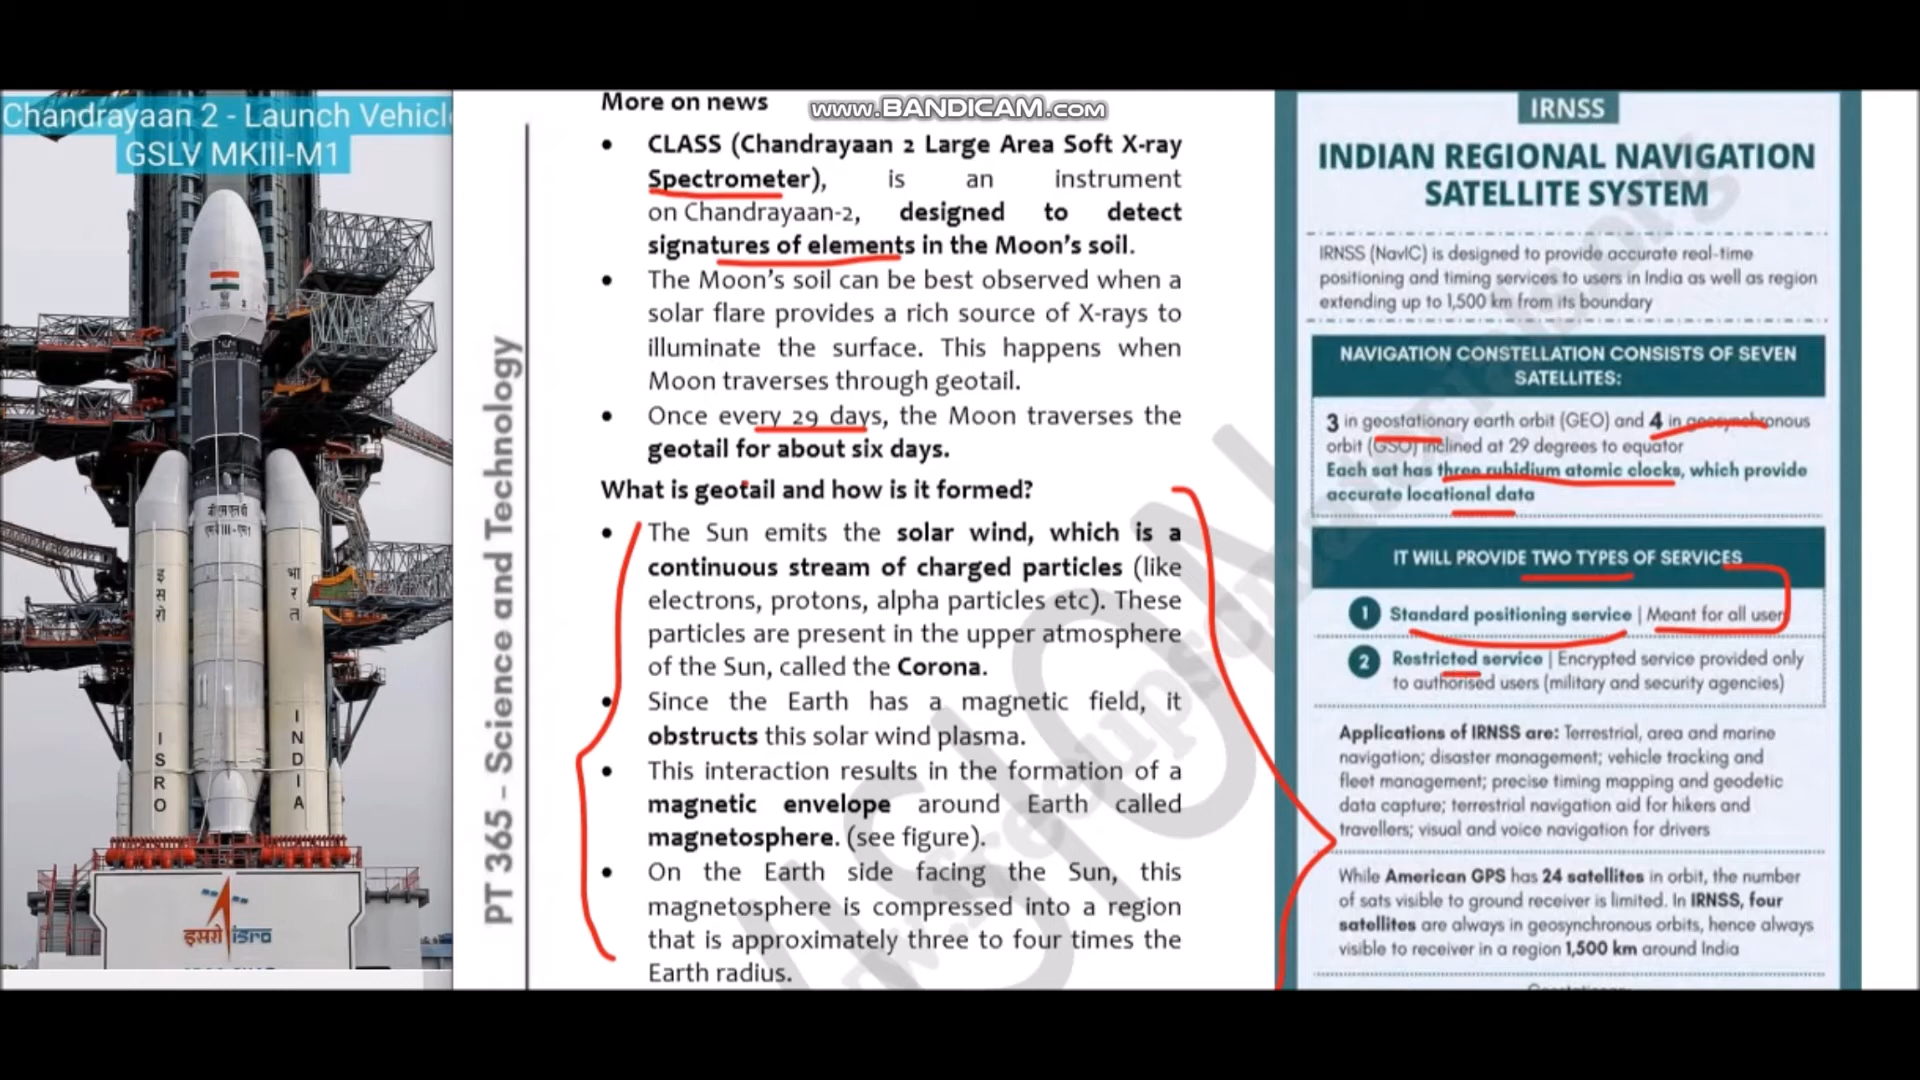 www.BANDICAM.com
Chandrayaan 2 - Launch Vehicl
GSLV MKIII-M1
जीएसएलवी
एमके III-एम1
इसरो
भारत
ISRO
INDIA
इसरो isro
PT 365 - Science and Technology
More on news
• CLASS (Chandrayaan 2 Large Area Soft X-ray
Spectrometer), is an instrument
on Chandrayaan-2, designed to detect
signatures of elements in the Moon's soil.
• The Moon's soil can be best observed when a
solar flare provides a rich source of X-rays to
illuminate the surface. This happens when
Moon traverses through geotail.
• Once every 29 days, the Moon traverses the
geotail for about six days.
What is geotail and how is it formed?
• The Sun emits the solar wind, which is a
continuous stream of charged particles (like
electrons, protons, alpha particles etc). These
particles are present in the upper atmosphere
of the Sun, called the Corona.
• Since the Earth has a magnetic field, it
obstructs this solar wind plasma.
• This interaction results in the formation of a
magnetic envelope around Earth called
magnetosphere. (see figure).
• On the Earth side facing the Sun, this
magnetosphere is compressed into a region
that is approximately three to four times the
Earth radius.
IRNSS
INDIAN REGIONAL NAVIGATION
SATELLITE SYSTEM
IRNSS (NavIC) is designed to provide accurate real-time
positioning and timing services to users in India as well as region
extending up to 1,500 km from its boundary
NAVIGATION CONSTELLATION CONSISTS OF SEVEN
SATELLITES:
3 in geostationary earth orbit (GEO) and 4 in geosynchronous
orbit (GSO) inclined at 29 degrees to equator
Each sat has three rubidium atomic clocks, which provide
accurate locational data
IT WILL PROVIDE TWO TYPES OF SERVICES
1 Standard positioning service | Meant for all user
2 Restricted service | Encrypted service provided only
to authorised users (military and security agencies)
Applications of IRNSS are: Terrestrial, area and marine
navigation; disaster management; vehicle tracking and
fleet management; precise timing mapping and geodetic
data capture; terrestrial navigation aid for hikers and
travellers; visual and voice navigation for drivers
While American GPS has 24 satellites in orbit, the number
of sats visible to ground receiver is limited. In IRNSS, four
satellites are always in geosynchronous orbits, hence always
visible to receiver in a region 1,500 km around India